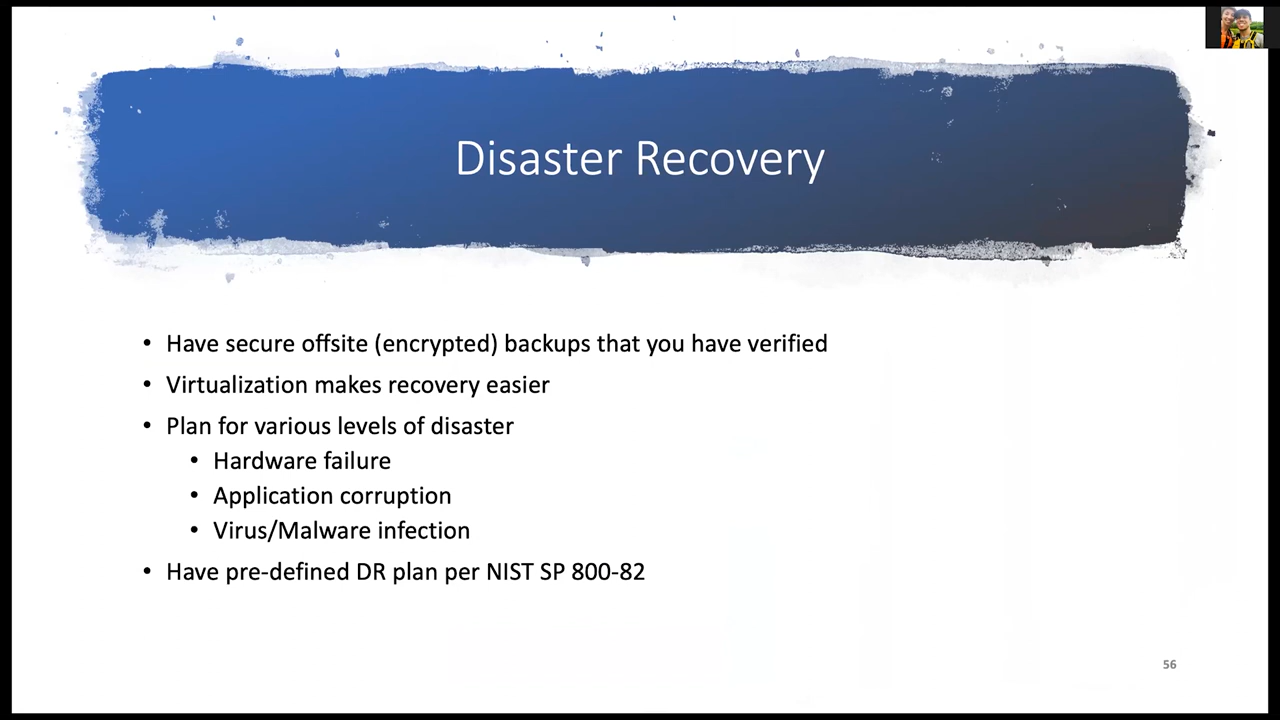 Disaster Recovery
• Have secure offsite (encrypted) backups that you have verified
• Virtualization makes recovery easier
• Plan for various levels of disaster
• Hardware failure
• Application corruption
• Virus/Malware infection
• Have pre-defined DR plan per NIST SP 800-82
56